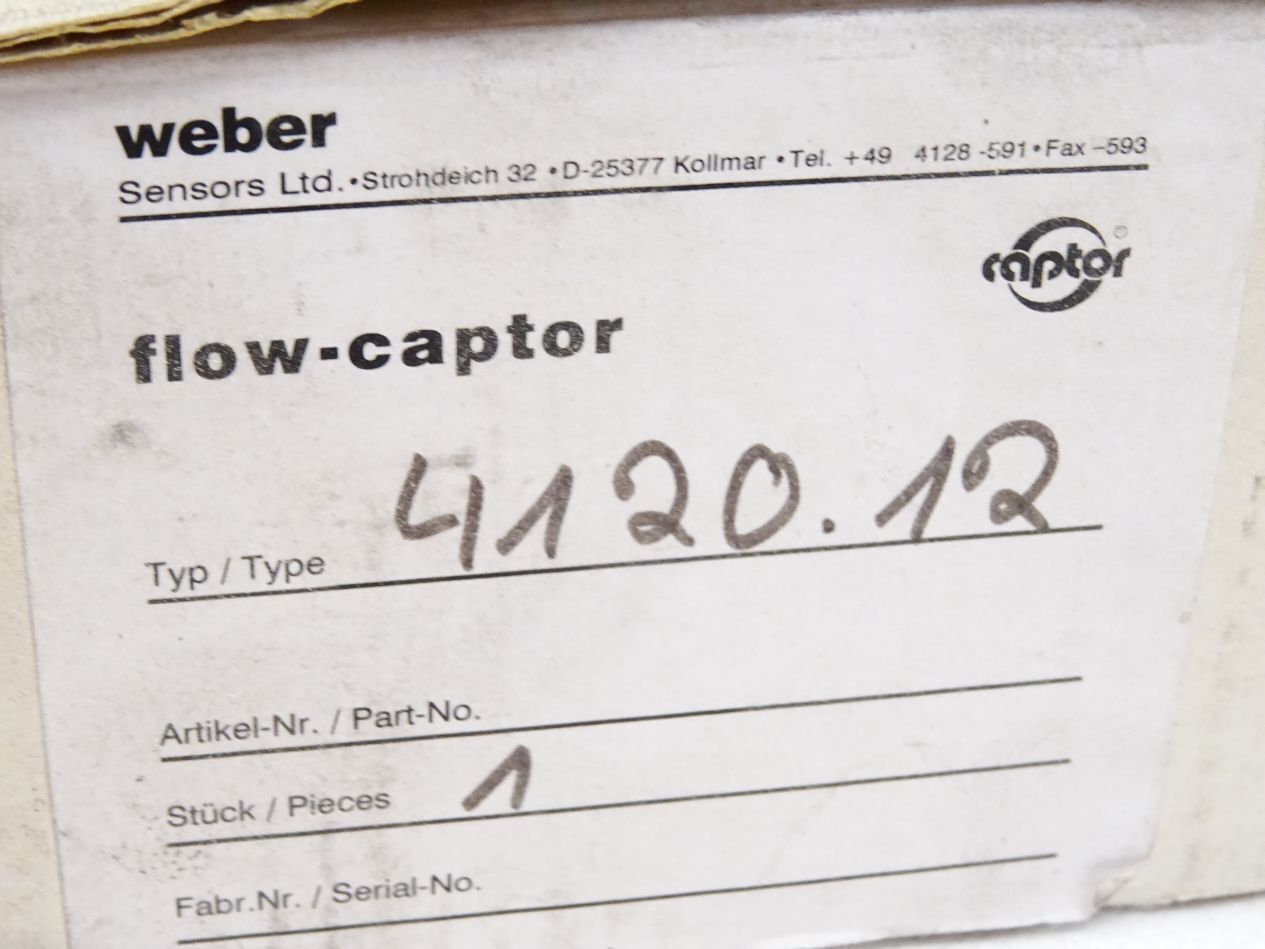 weber
Sensors Ltd. • Strohdeich 32 • D-25377 Kollmar • Tel. +49 4128 -591 • Fax -593
captor
flow-captor
Typ / Type 4120.12
Artikel-Nr. / Part-No.
Stück / Pieces 1
Fabr.Nr. / Serial-No.